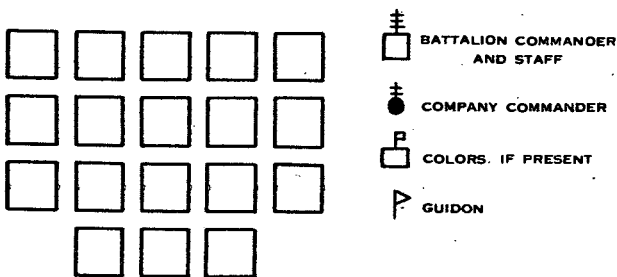 BATTALION COMMANDER
AND STAFF
COMPANY COMMANDER
COLORS. IF PRESENT
GUIDON